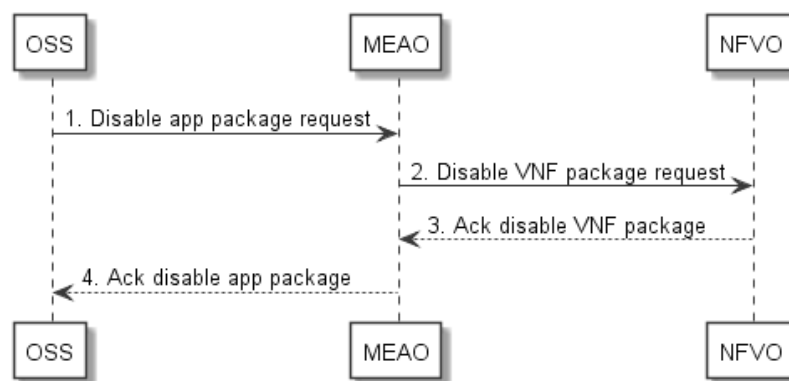 OSS
MEAO
NFVO
1. Disable app package request
2. Disable VNF package request
3. Ack disable VNF package
4. Ack disable app package
OSS
MEAO
NFVO